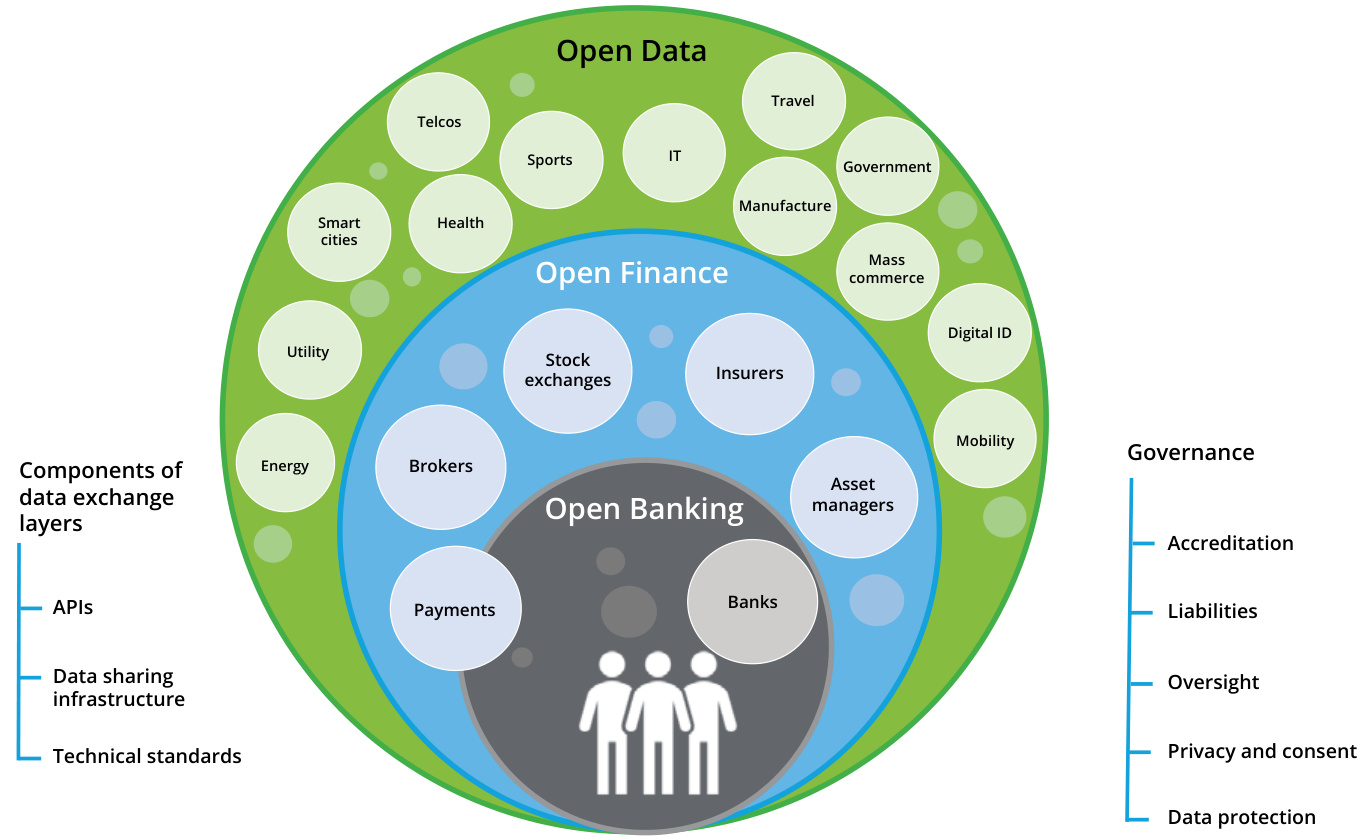 Open Data
Telcos
Sports
IT
Travel
Government
Manufacture
Health
Smart
cities
Mass
commerce
Digital ID
Utility
Mobility
Energy
Open Finance
Stock
exchanges
Insurers
Brokers
Asset
managers
Payments
Open Banking
Banks
Components of
data exchange
layers
APIs
Data sharing
infrastructure
Technical standards
Governance
Accreditation
Liabilities
Oversight
Privacy and consent
Data protection